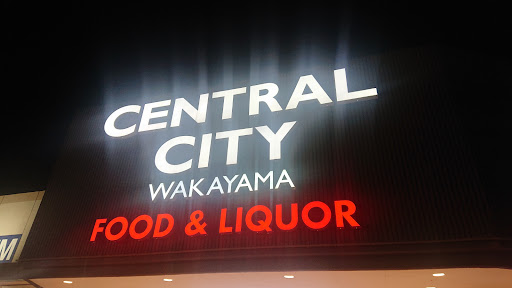 CENTRAL
CITY
WAKAYAMA
FOOD & LIQUOR